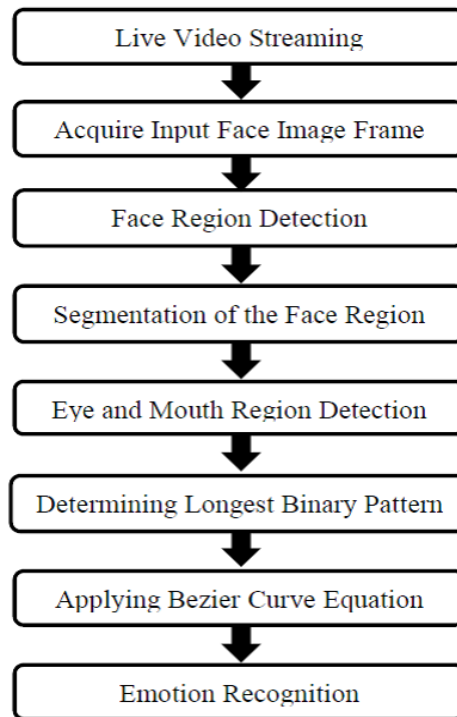 Live Video Streaming
Acquire Input Face Image Frame
Face Region Detection
Segmentation of the Face Region
Eye and Mouth Region Detection
Determining Longest Binary Pattern
Applying Bezier Curve Equation
Emotion Recognition